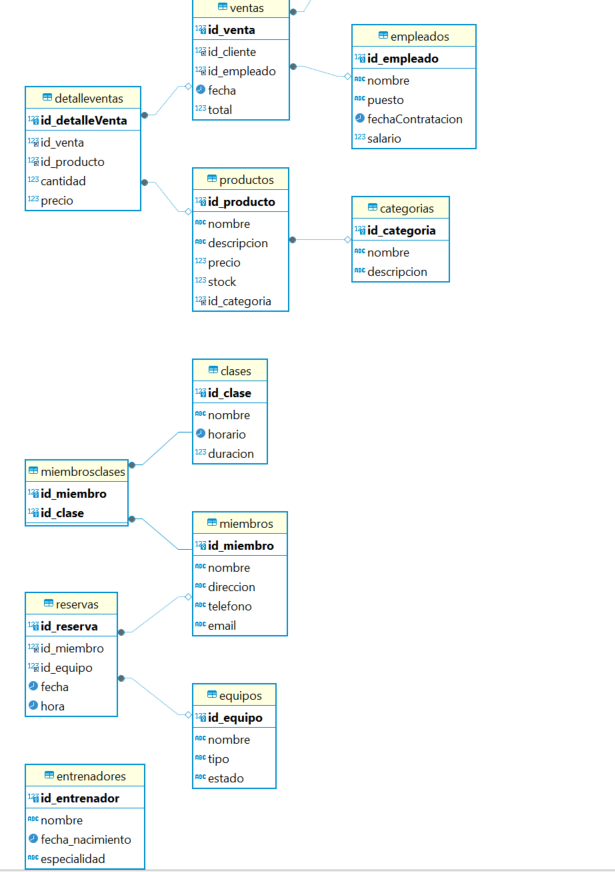 ventas
id_venta
id_cliente
id_empleado
fecha
total
empleados
id_empleado
nombre
puesto
fechaContratacion
salario
detalleventas
id_detalleVenta
id_venta
id_producto
cantidad
precio
productos
id_producto
nombre
descripcion
precio
stock
id_categoria
categorias
id_categoria
nombre
descripcion
clases
id_clase
nombre
horario
duracion
miembrosclases
id_miembro
id_clase
miembros
id_miembro
nombre
direccion
telefono
email
reservas
id_reserva
id_miembro
id_equipo
fecha
hora
equipos
id_equipo
nombre
tipo
estado
entrenadores
id_entrenador
nombre
fecha_nacimiento
especialidad